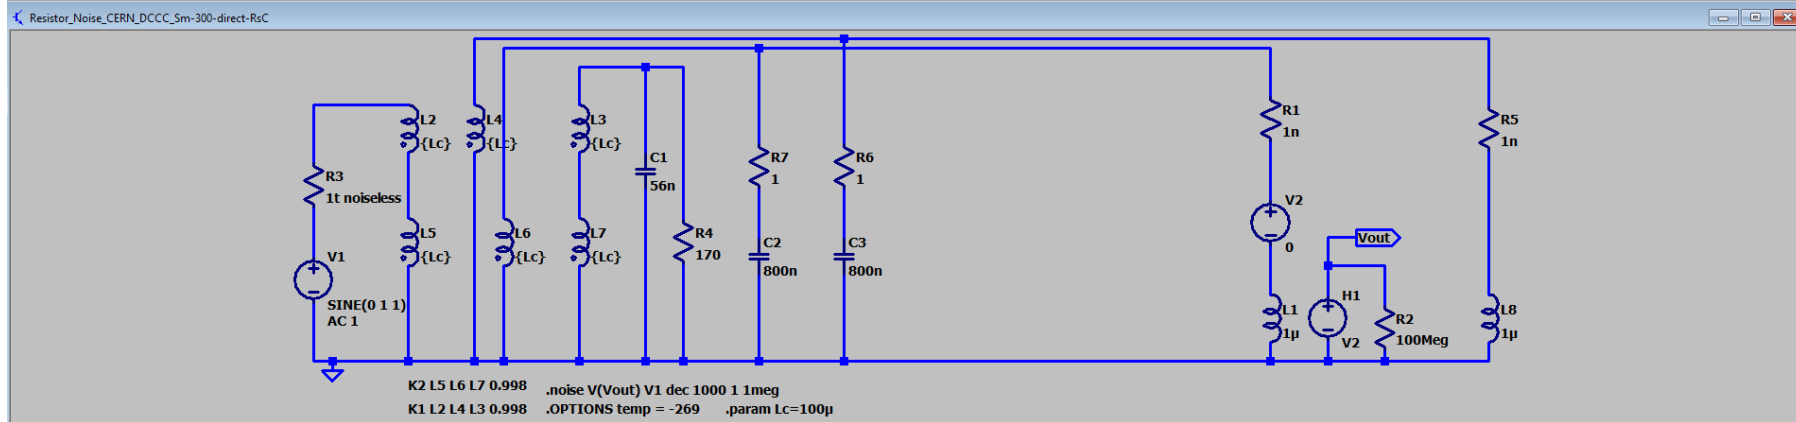 Resistor_Noise_CERN_DCCC_Sm-300-direct-RsC
L2
{Lc}
L4
{Lc}
L3
{Lc}
R1
1n
R5
1n
R3
1t noiseless
C1
56n
R7
1
R6
1
L5
{Lc}
L6
{Lc}
L7
{Lc}
R4
170
C2
800n
C3
800n
V2
0
Vout
V1
SINE(0 1 1)
AC 1
L1
1µ
H1
V2
R2
100Meg
L8
1µ
K2 L5 L6 L7 0.998
.noise V(Vout) V1 dec 1000 1 1meg
K1 L2 L4 L3 0.998
.OPTIONS temp = -269
.param Lc=100µ